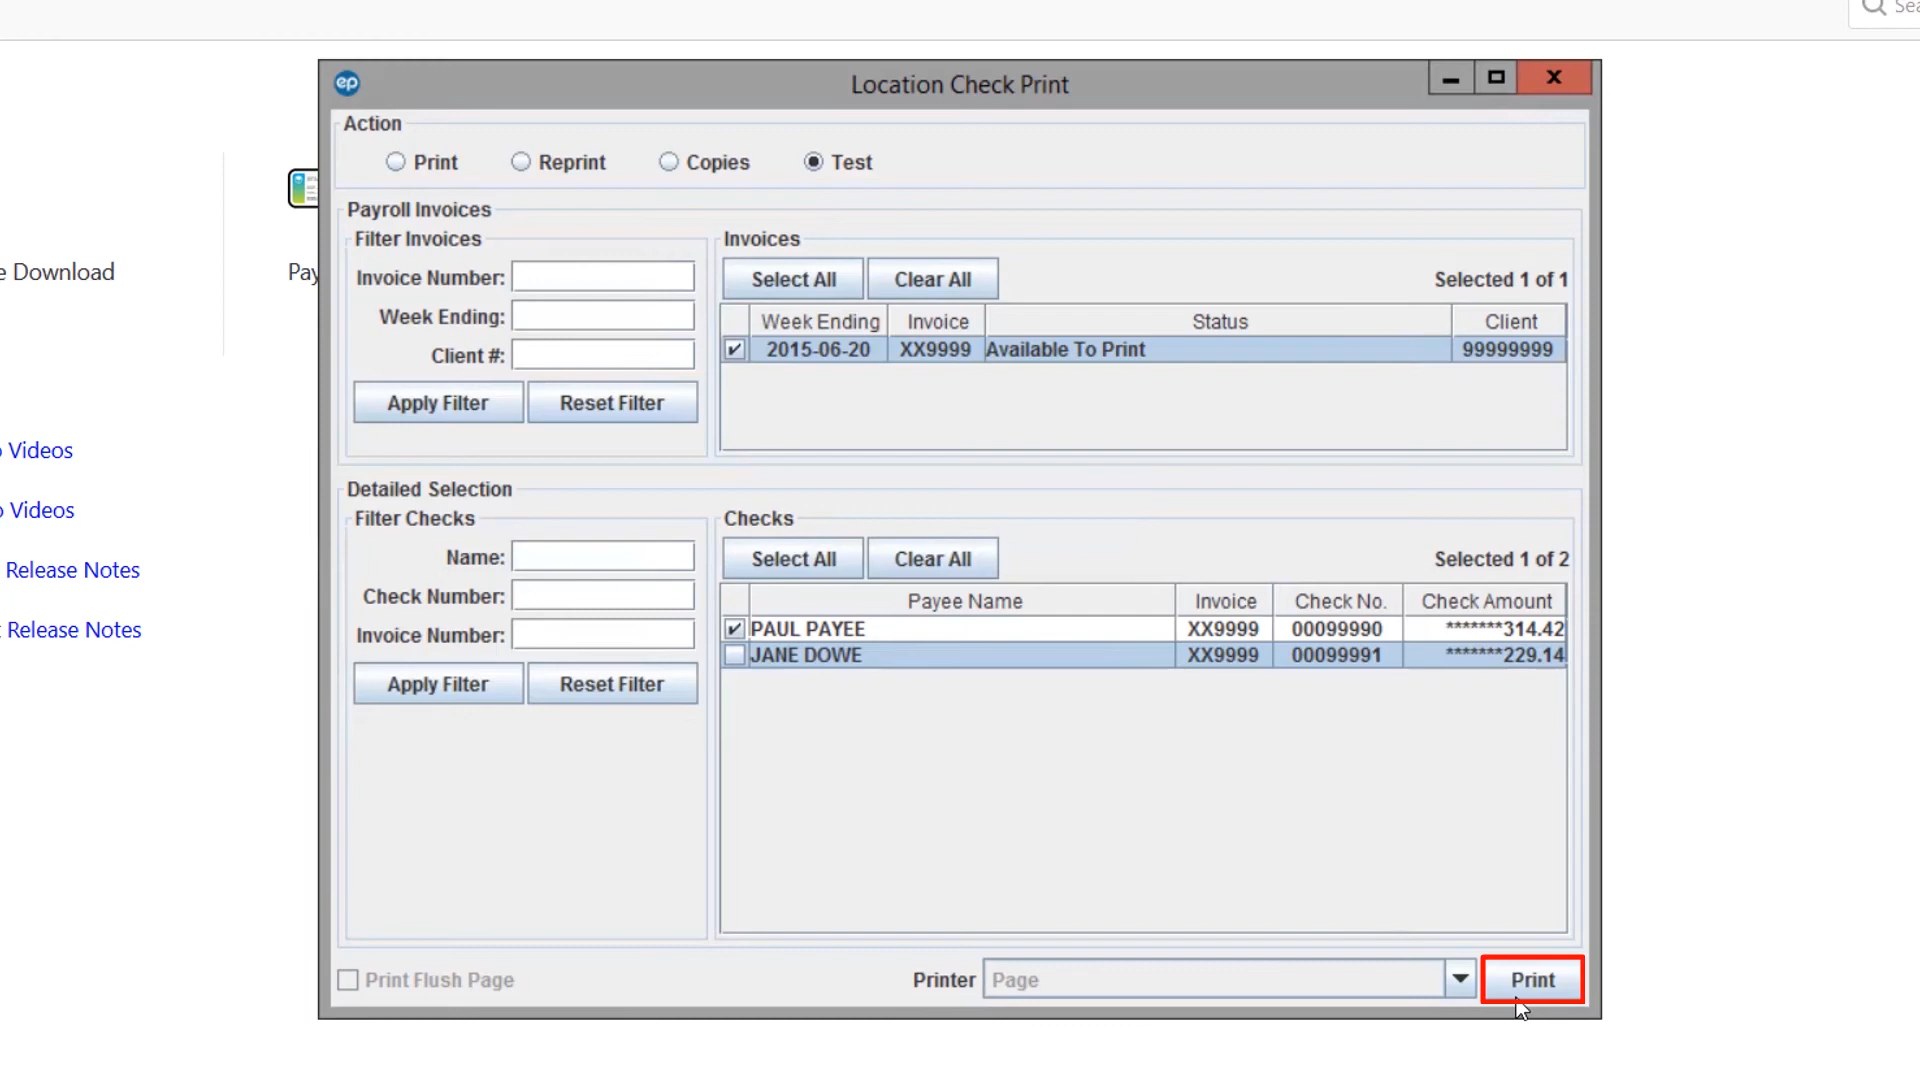 Sea
ep
Location Check Print
X
Action
Print
Reprint
Copies
Test
Payroll Invoices
Filter Invoices
Invoices
Invoice Number:
Select All
Clear All
Selected 1 of 1
e Download
Pay
Week Ending:
Week Ending
Invoice
Status
Client
Client #:
2015-06-20
XX9999
Available To Print
99999999
Apply Filter
Reset Filter
Videos
Detailed Selection
Filter Checks
Checks
Videos
Name:
Select All
Clear All
Selected 1 of 2
Release Notes
Check Number:
Payee Name
Invoice
Check No.
Check Amount
Invoice Number:
PAUL PAYEE
XX9999
00099990
*******314.42
Release Notes
JANE DOWE
XX9999
00099991
*******229.14
Apply Filter
Reset Filter
Print Flush Page
Printer
Page
Print